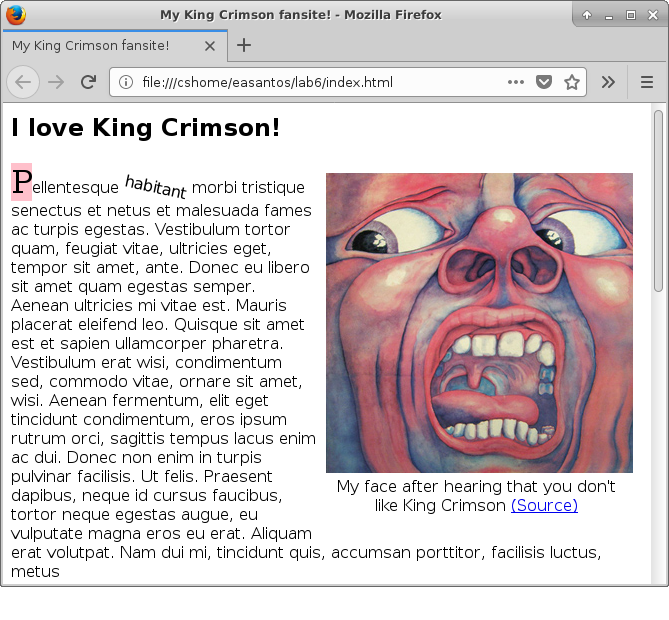 My King Crimson fansite! - Mozilla Firefox
My King Crimson fansite!
file:///cshome/easantos/lab6/index.html
I love King Crimson!
Pellentesque habitant morbi tristique
senectus et netus et malesuada fames
ac turpis egestas. Vestibulum tortor
quam, feugiat vitae, ultricies eget,
tempor sit amet, ante. Donec eu libero
sit amet quam egestas semper.
Aenean ultricies mi vitae est. Mauris
placerat eleifend leo. Quisque sit amet
est et sapien ullamcorper pharetra.
Vestibulum erat wisi, condimentum
sed, commodo vitae, ornare sit amet,
wisi. Aenean fermentum, elit eget
tincidunt condimentum, eros ipsum
rutrum orci, sagittis tempus lacus enim
ac dui. Donec non enim in turpis
pulvinar facilisis. Ut felis. Praesent
dapibus, neque id cursus faucibus,
tortor neque egestas augue, eu
vulputate magna eros eu erat. Aliquam
erat volutpat. Nam dui mi, tincidunt quis, accumsan porttitor, facilisis luctus,
metus
My face after hearing that you don't
like King Crimson (Source)